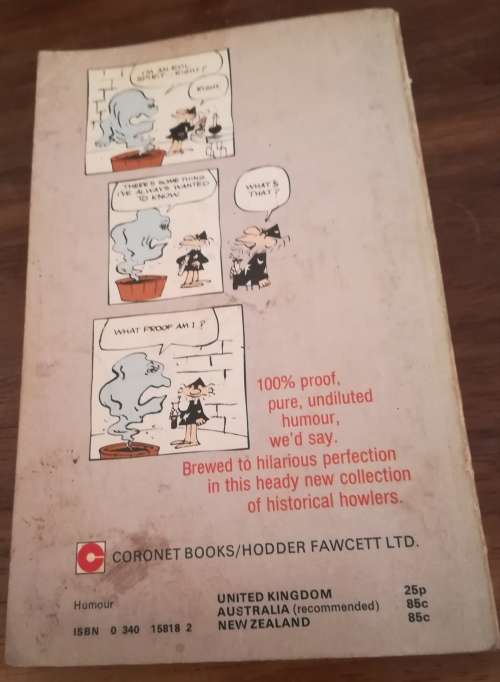 I'M AN EVIL
SPIRIT RIGHT?
RIGHT.
THERE'S SOMETHING
I'VE ALWAYS WANTED
TO KNOW.
WHAT'S
THAT?
WHAT PROOF AM I ?
100% proof,
pure, undiluted
humour,
we'd say.
Brewed to hilarious perfection
in this heady new collection
of historical howlers.
CORONET BOOKS/HODDER FAWCETT LTD.
Humour
UNITED KINGDOM 25p
AUSTRALIA (recommended) 85c
NEW ZEALAND 85c
ISBN 0 340 15818 2